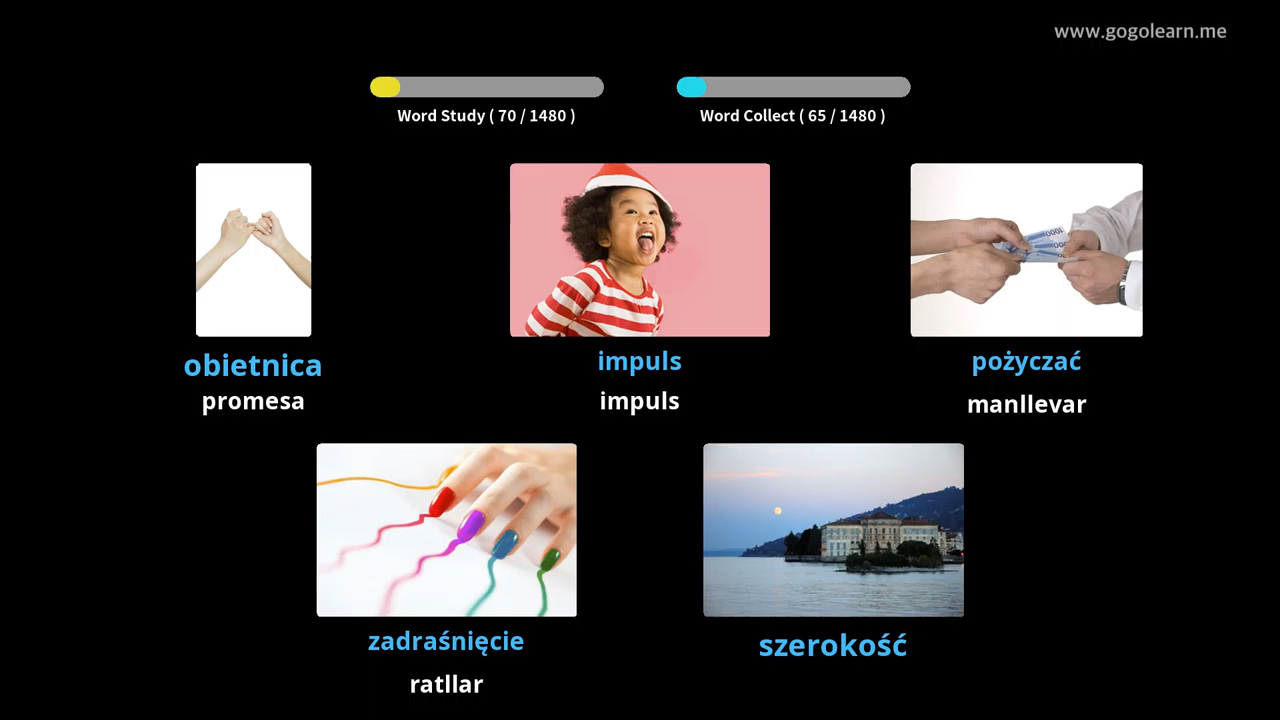 www.gogolearn.me
Word Study ( 70 / 1480 )
Word Collect ( 65 / 1480 )
obietnica
promesa
impuls
impuls
pożyczać
manllevar
zadraśnięcie
ratllar
szerokość